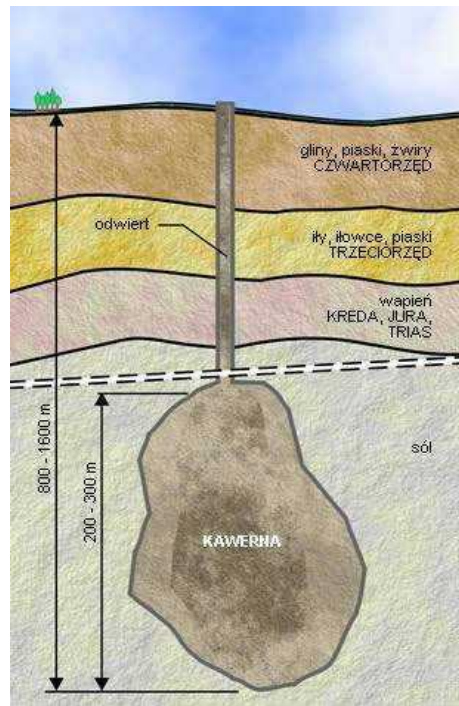 gliny, piaski, żwiry
CZWARTORZĘD
odwiert
iły, iłowce, piaski
TRZECIORZĘD
wapień
KREDA, JURA,
TRIAS
800 - 1600 m
200 - 300 m
sól
KAWERNA